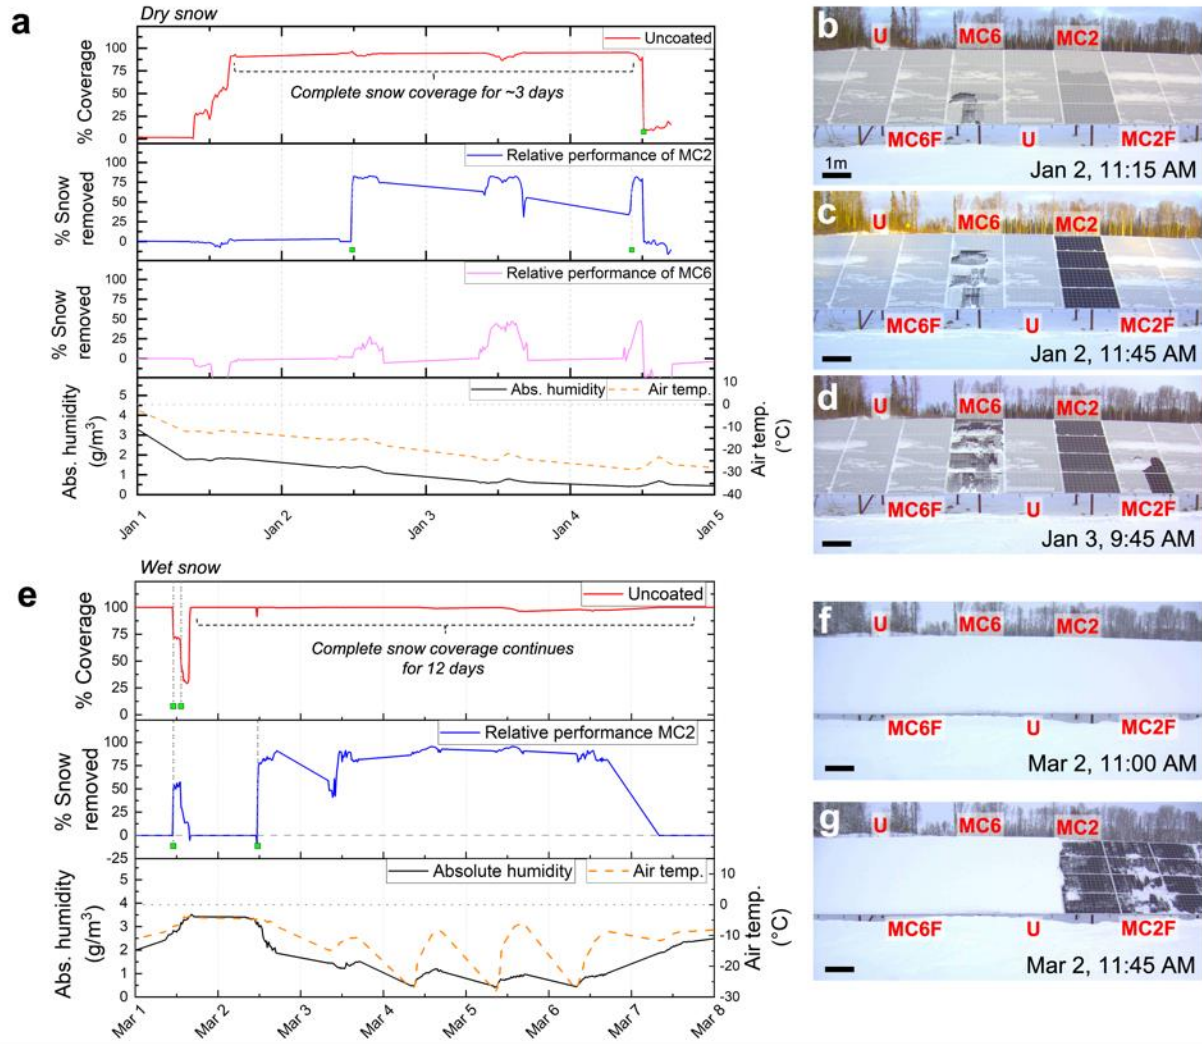 a
Dry snow
Uncoated
Complete snow coverage for ~3 days
% Coverage
100
75
50
25
0
Relative performance of MC2
% Snow
removed
100
75
50
25
0
Relative performance of MC6
% Snow
removed
100
50
0
Abs. humidity
Air temp.
Abs. humidity
(g/m³)
5
4
3
2
1
0
10
0
-10
-20
-30
-40
Air temp.
(°C)
Jan 1
Jan 2
Jan 3
Jan 4
Jan 5
b
U
MC6
MC2
MC6F
U
MC2F
1m
Jan 2, 11:15 AM
c
U
MC6
MC2
MC6F
U
MC2F
Jan 2, 11:45 AM
d
U
MC6
MC2
MC6F
U
MC2F
Jan 3, 9:45 AM
e
Wet snow
Uncoated
Complete snow coverage continues
for 12 days
% Coverage
100
75
50
25
0
Relative performance MC2
% Snow
removed
100
75
50
25
0
-25
Absolute humidity
Air temp.
Abs. humidity
(g/m³)
5
4
3
2
1
0
10
0
-10
-20
-30
Air temp.
(°C)
Mar 1
Mar 2
Mar 3
Mar 4
Mar 5
Mar 6
Mar 7
Mar 8
f
U
MC6
MC2
MC6F
U
MC2F
Mar 2, 11:00 AM
g
U
MC6
MC2
MC6F
U
MC2F
Mar 2, 11:45 AM